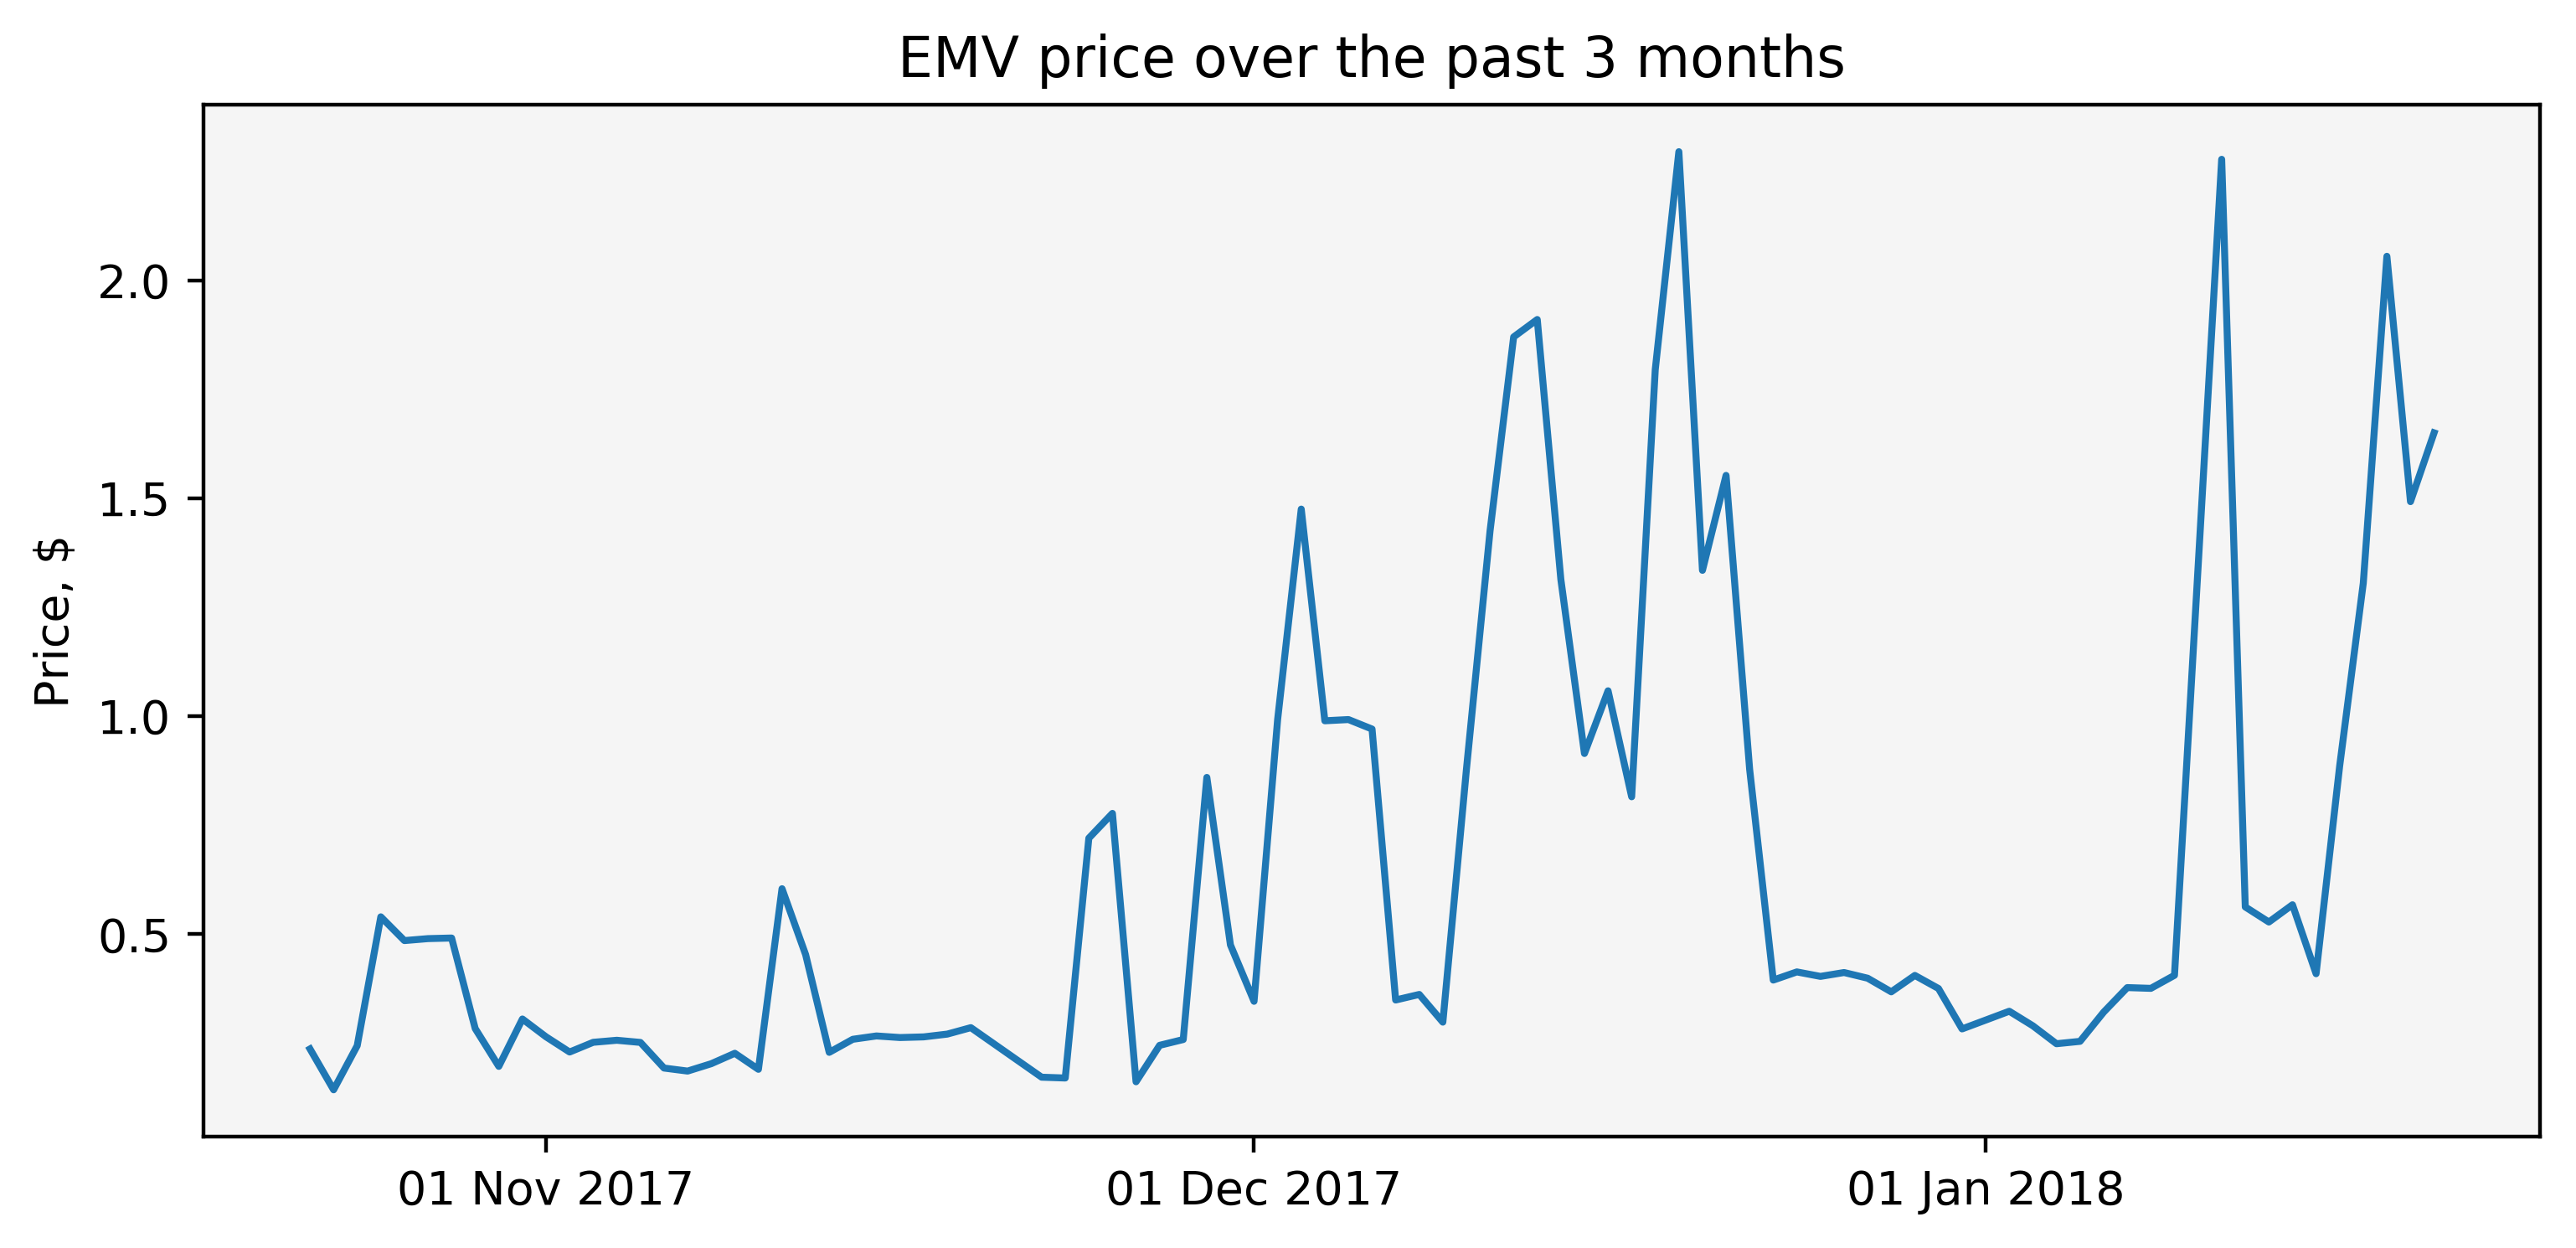 EMV price over the past 3 months
Price, $
2.0
1.5
1.0
0.5
01 Nov 2017
01 Dec 2017
01 Jan 2018